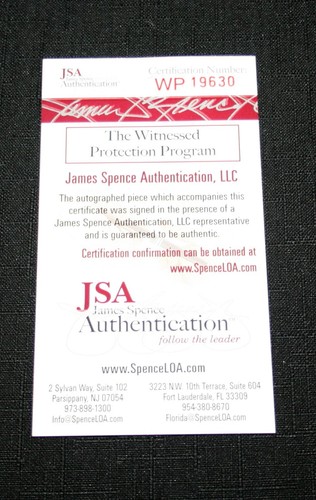 JSA
James Spence
Authentication
Certification Number
WP 19630
The Witnessed
Protection Program
James Spence Authentication, LLC
The autographed piece which accompanies this
certificate was signed in the presence of a
James Spence Authentication, LLC representative
and is guaranteed to be authentic.
Certification confirmation can be obtained at
www.SpenceLOA.com
JSA
James Spence
Authentication
follow the leader
www.SpenceLOA.com
2 Sylvan Way, Suite 102
Parsippany, NJ 07054
973-898-1300
Info@SpenceLOA.com
3223 N.W. 10th Terrace, Suite 604
Fort Lauderdale, FL 33309
954-380-8670
Florida@SpenceLOA.com